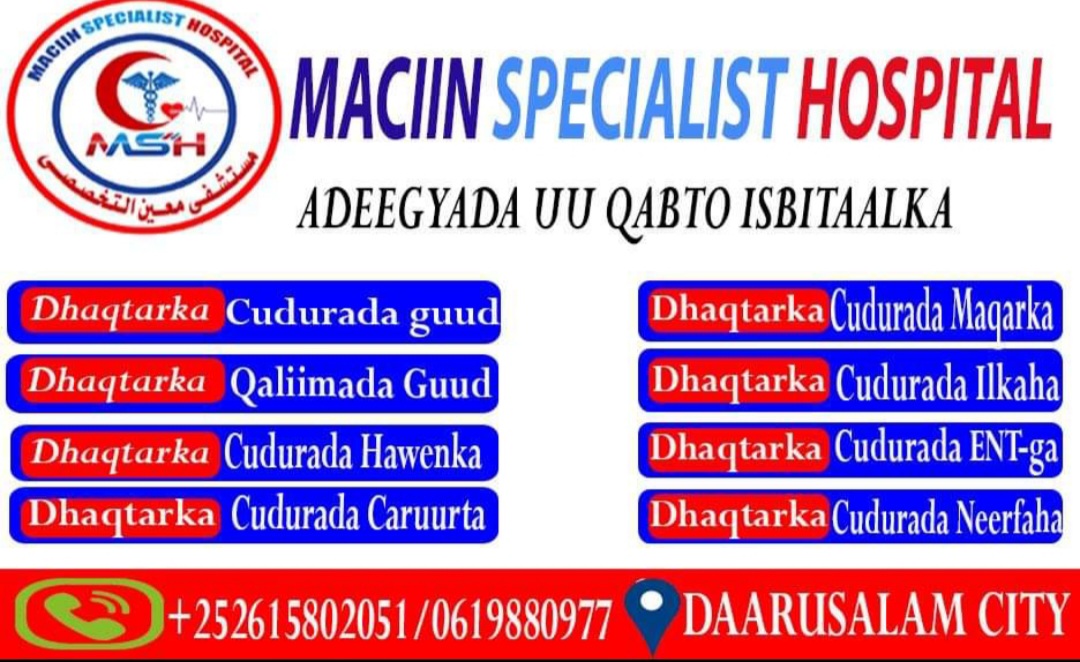 MACIIN SPECIALIST HOSPITAL
MSH
مستشفى معين التخصصي
MACIIN SPECIALIST HOSPITAL
ADEEGYADA UU QABTO ISBITAALKA
Dhaqtarka Cudurada guud
Dhaqtarka Qaliimada Guud
Dhaqtarka Cudurada Hawenka
Dhaqtarka Cudurada Caruurta
Dhaqtarka Cudurada Maqarka
Dhaqtarka Cudurada Ilkaha
Dhaqtarka Cudurada ENT-ga
Dhaqtarka Cudurada Neerfaha
+252615802051/0619880977 DAARUSALAM CITY